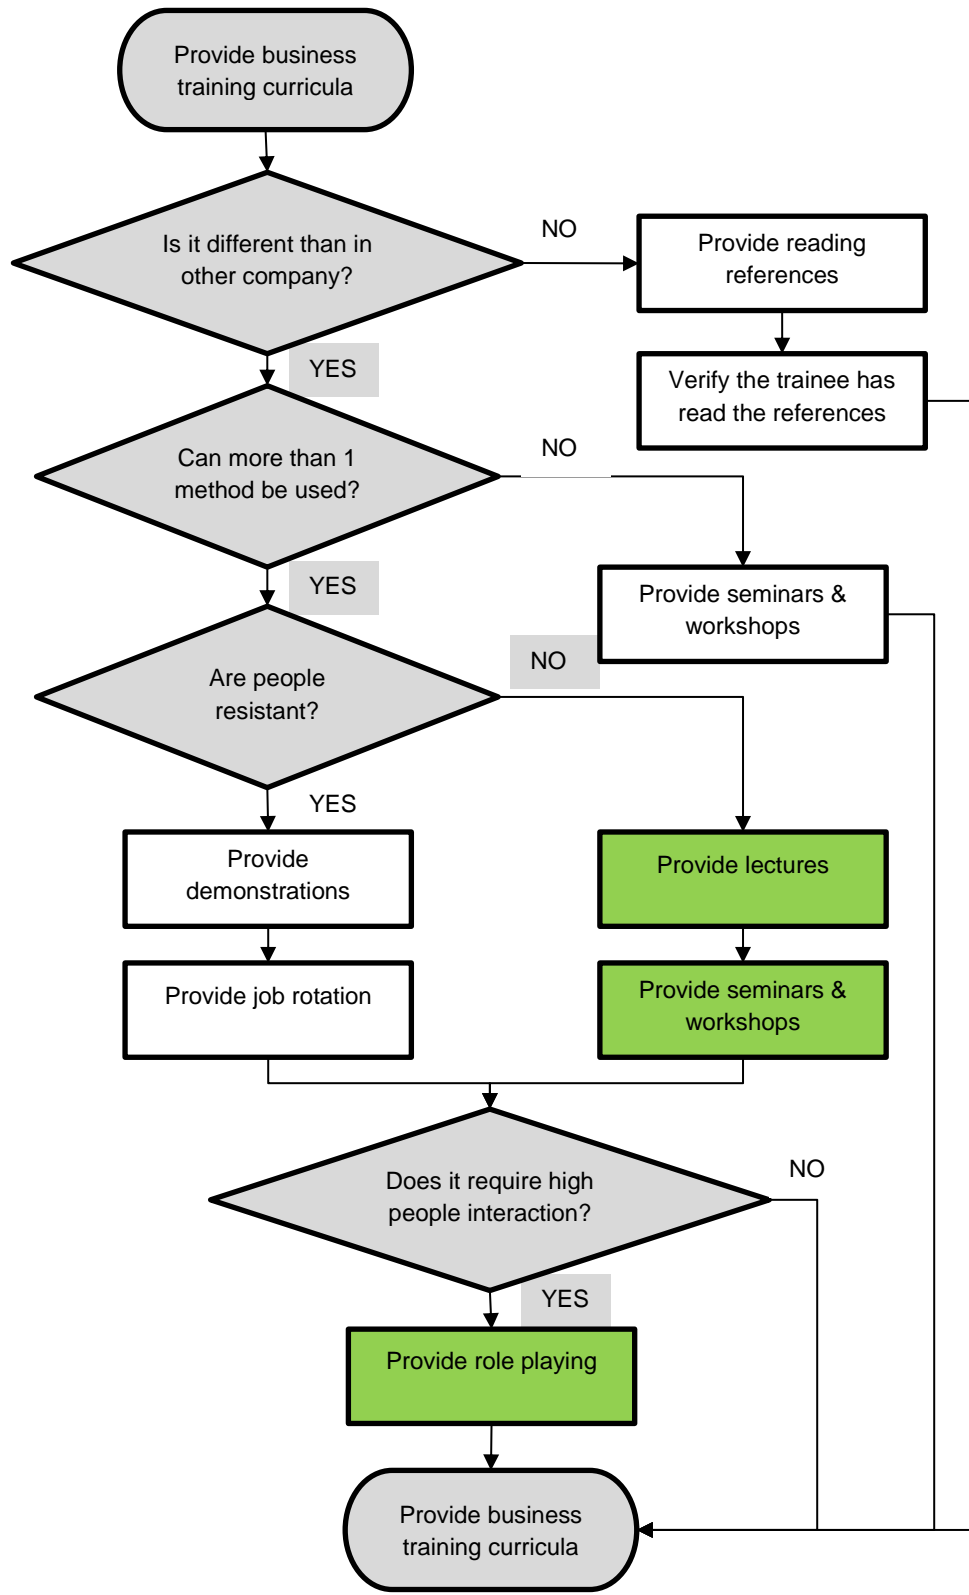 Provide business
training curricula
Is it different than in
other company?
NO
Provide reading
references
YES
Verify the trainee has
read the references
Can more than 1
method be used?
NO
YES
Provide seminars &
workshops
Are people
resistant?
NO
YES
Provide
demonstrations
Provide lectures
Provide job rotation
Provide seminars &
workshops
Does it require high
people interaction?
NO
YES
Provide role playing
Provide business
training curricula